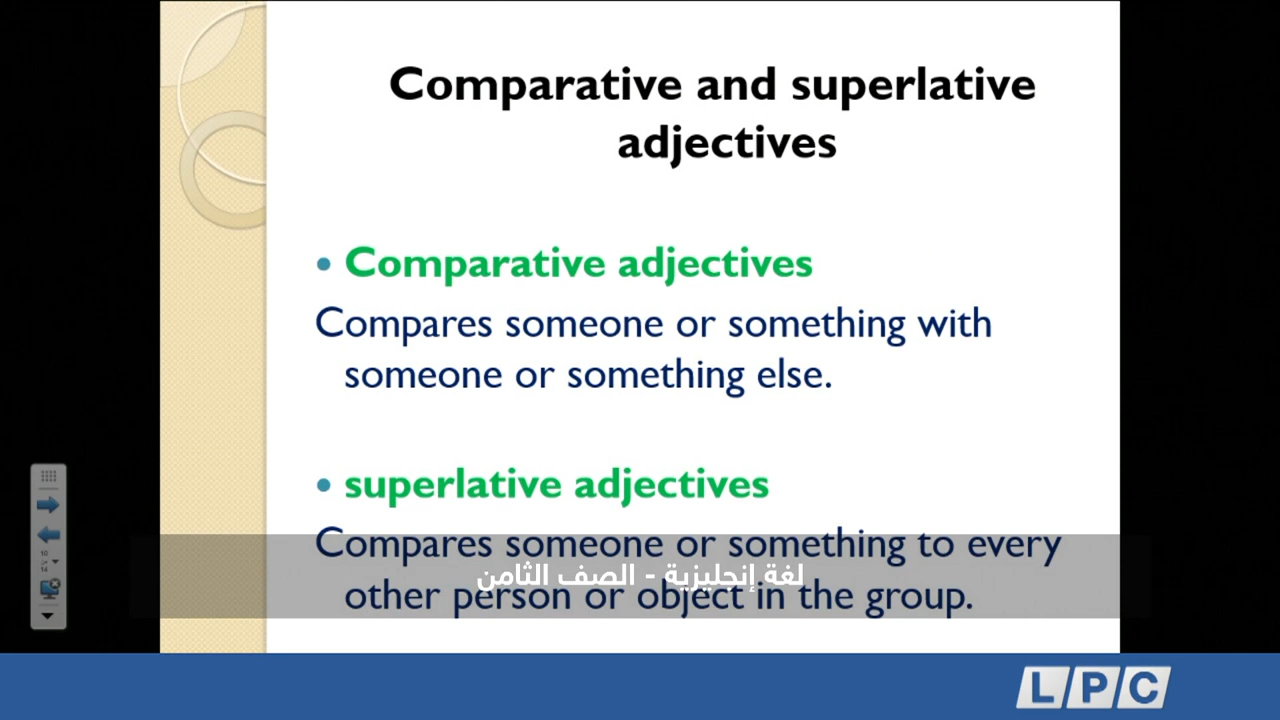 Comparative and superlative
adjectives
• Comparative adjectives
Compares someone or something with
someone or something else.
• superlative adjectives
Compares someone or something to every
لغة إنجليزية - الصف الثامن
other person or object in the group.
LPC